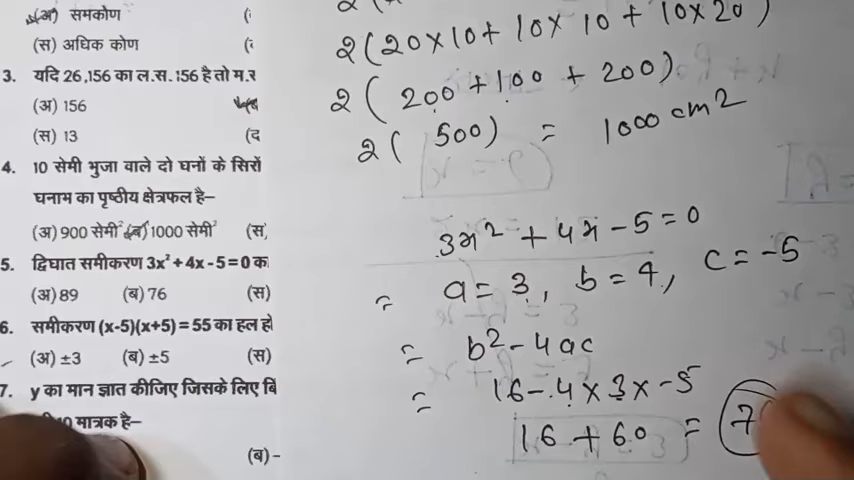 (अ) समकोण
(स) अधिक कोण
3. यदि 26,156 का ल.स. 156 है तो म.स
(अ) 156
(स) 13 (द
4. 10 सेमी भुजा वाले दो घनों के सिरों
घनाभ का पृष्ठीय क्षेत्रफल है–
(अ) 900 सेमी² (ब) 1000 सेमी² (स)
5. द्विघात समीकरण 3x² + 4x - 5 = 0 का
(अ) 89 (ब) 76 (स)
6. समीकरण (x-5)(x+5) = 55 का हल हो
(अ) ±3 (ब) ±5 (स)
7. y का मान ज्ञात कीजिए जिसके लिए बि
10 मात्रक है–
(ब) -
2(20×10+ 10×10 + 10×20)
2(200+100 + 200)
2(500) = 1000 cm2
3x² + 4x - 5 = 0
= a = 3, b = 4, c = -5
= b² - 4ac
= 16 - 4×3×-5
16 + 60 = 7